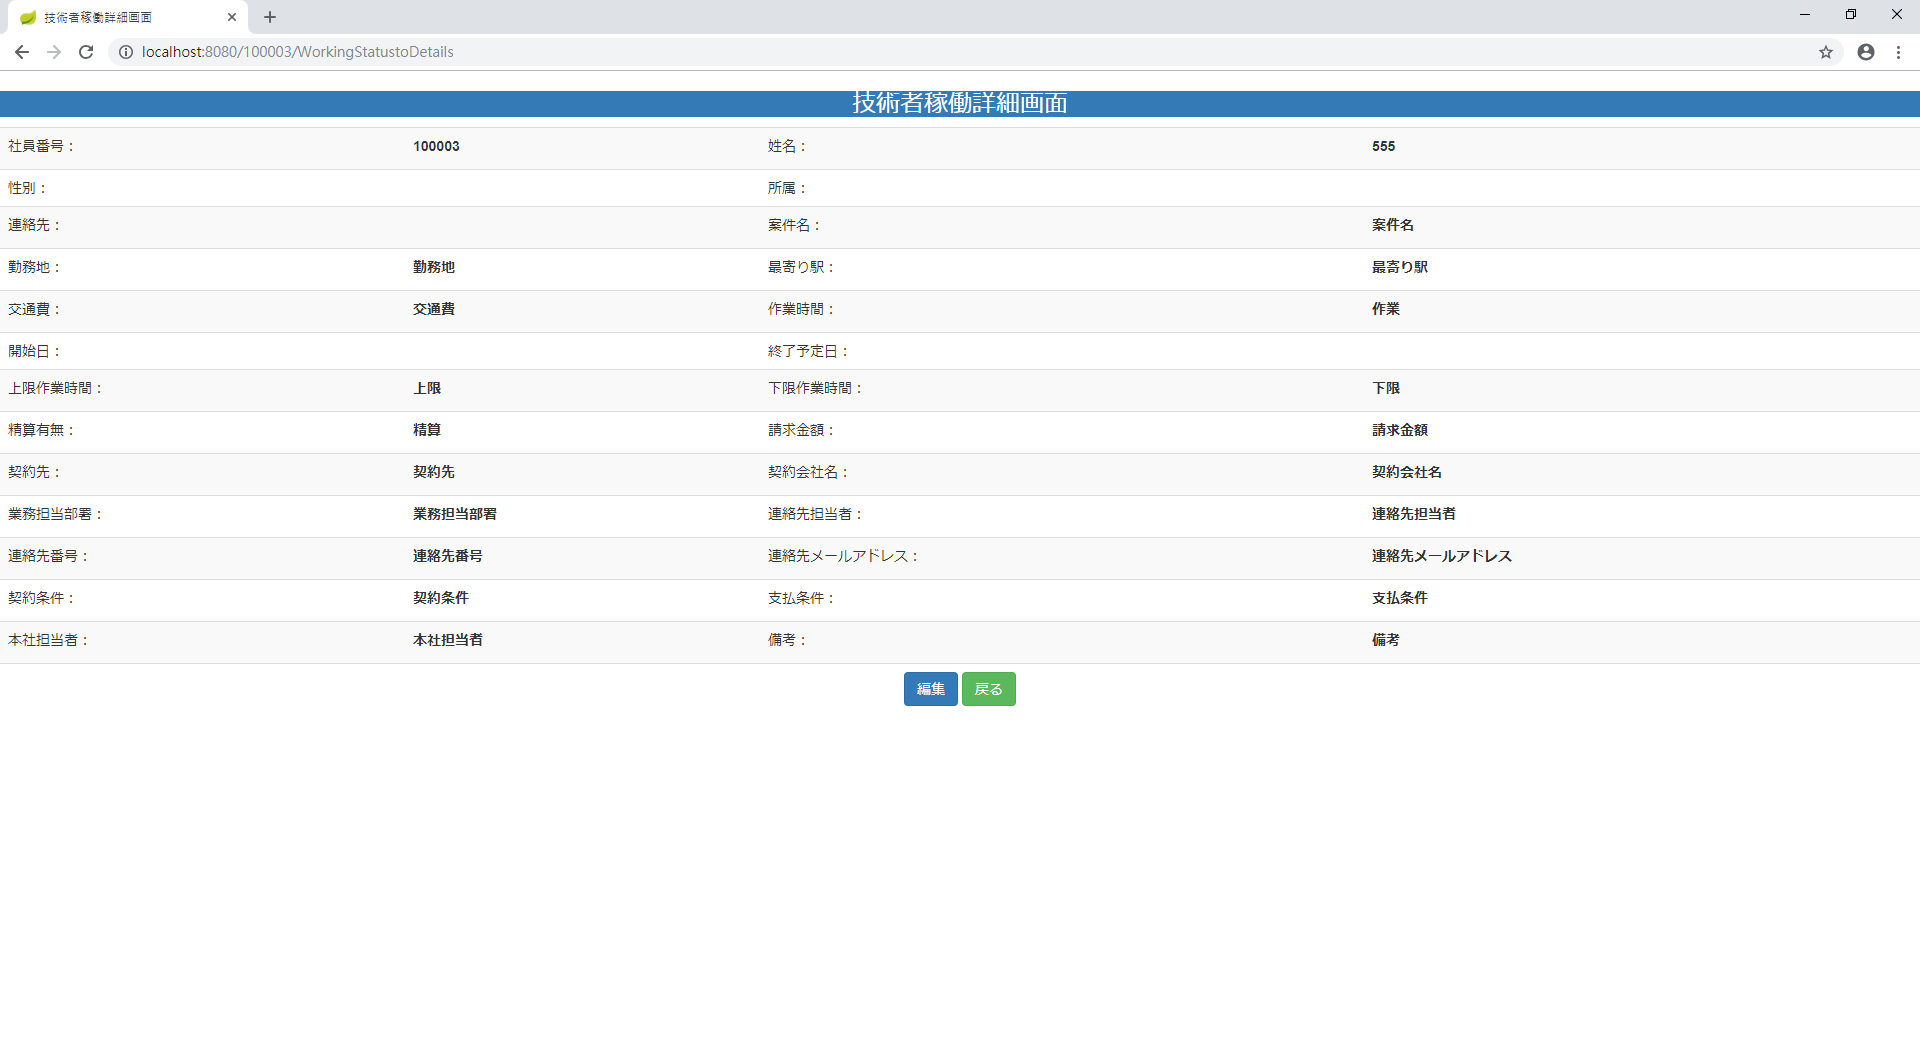 技術者稼働詳細画面
localhost:8080/100003/WorkingStatustoDetails
技術者稼働詳細画面
社員番号： 100003 姓名： 555
性別： 所属：
連絡先： 案件名： 案件名
勤務地： 勤務地 最寄り駅： 最寄り駅
交通費： 交通費 作業時間： 作業
開始日： 終了予定日：
上限作業時間： 上限 下限作業時間： 下限
精算有無： 精算 請求金額： 請求金額
契約先： 契約先 契約会社名： 契約会社名
業務担当部署： 業務担当部署 連絡先担当者： 連絡先担当者
連絡先番号： 連絡先番号 連絡先メールアドレス： 連絡先メールアドレス
契約条件： 契約条件 支払条件： 支払条件
本社担当者： 本社担当者 備考： 備考
編集 戻る